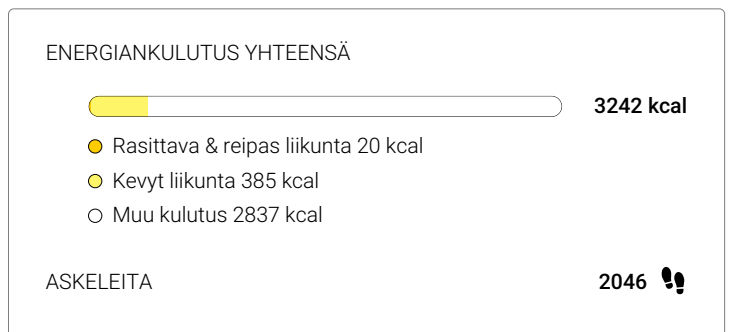 ENERGIANKULUTUS YHTEENSÄ
3242 kcal
Rasittava & reipas liikunta 20 kcal
Kevyt liikunta 385 kcal
Muu kulutus 2837 kcal
ASKELEITA 2046